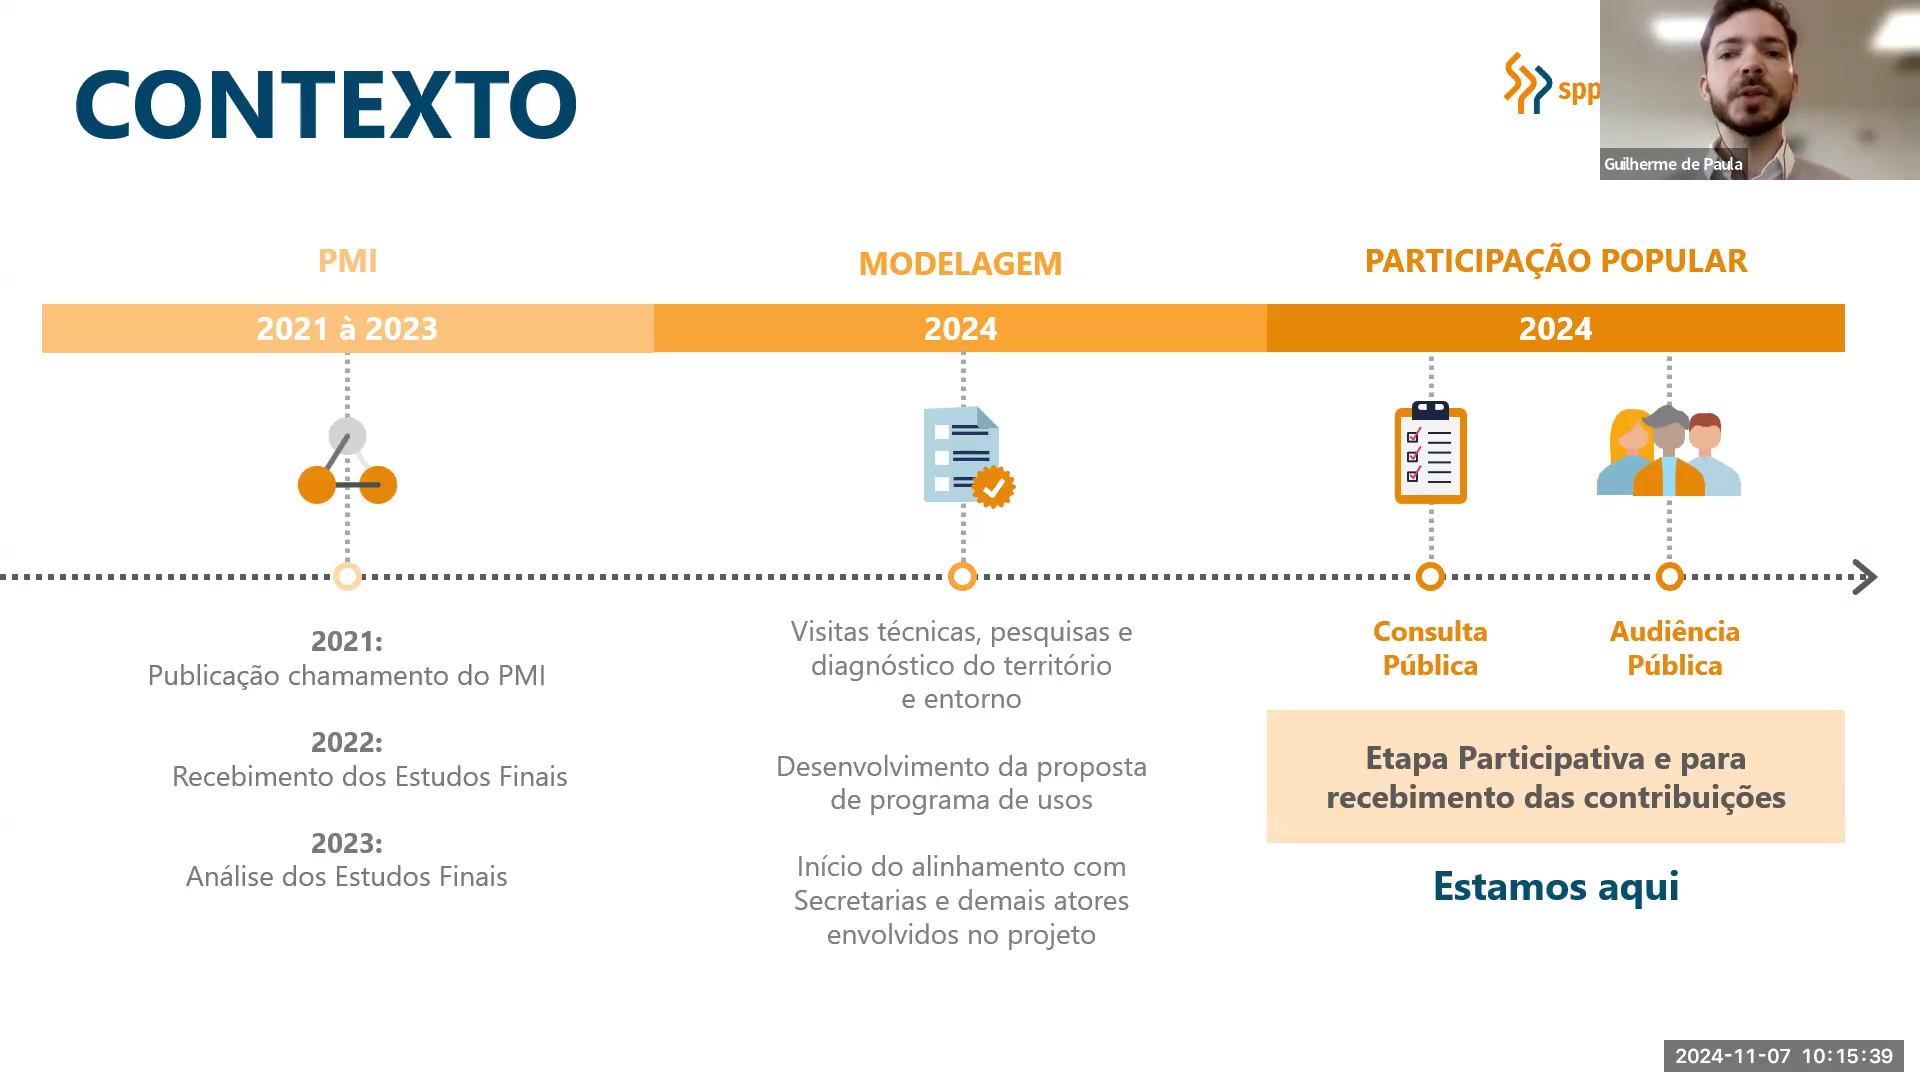 CONTEXTO
spp
Guilherme de Paula
PMI
MODELAGEM
PARTICIPAÇÃO POPULAR
2021 à 2023
2024
2024
2021:
Publicação chamamento do PMI
2022:
Recebimento dos Estudos Finais
2023:
Análise dos Estudos Finais
Visitas técnicas, pesquisas e
diagnóstico do território
e entorno
Desenvolvimento da proposta
de programa de usos
Início do alinhamento com
Secretarias e demais atores
envolvidos no projeto
Consulta
Pública
Audiência
Pública
Etapa Participativa e para
recebimento das contribuições
Estamos aqui
2024-11-07 10:15:39